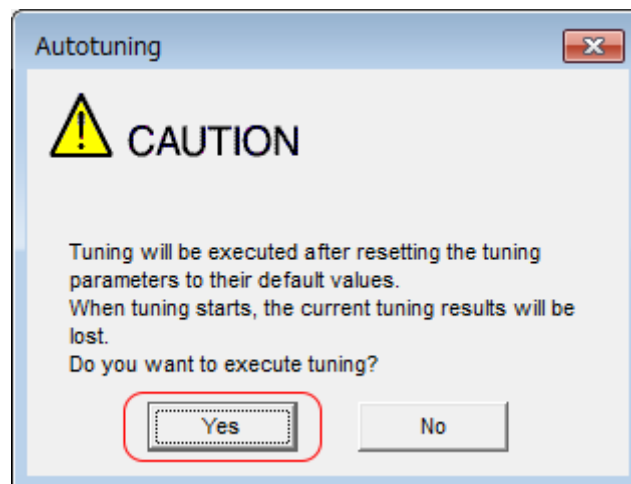 Autotuning
CAUTION
Tuning will be executed after resetting the tuning
parameters to their default values.
When tuning starts, the current tuning results will be
lost.
Do you want to execute tuning?
Yes No